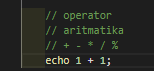 // operator
// aritmatika
// + - * / %
echo 1 + 1;